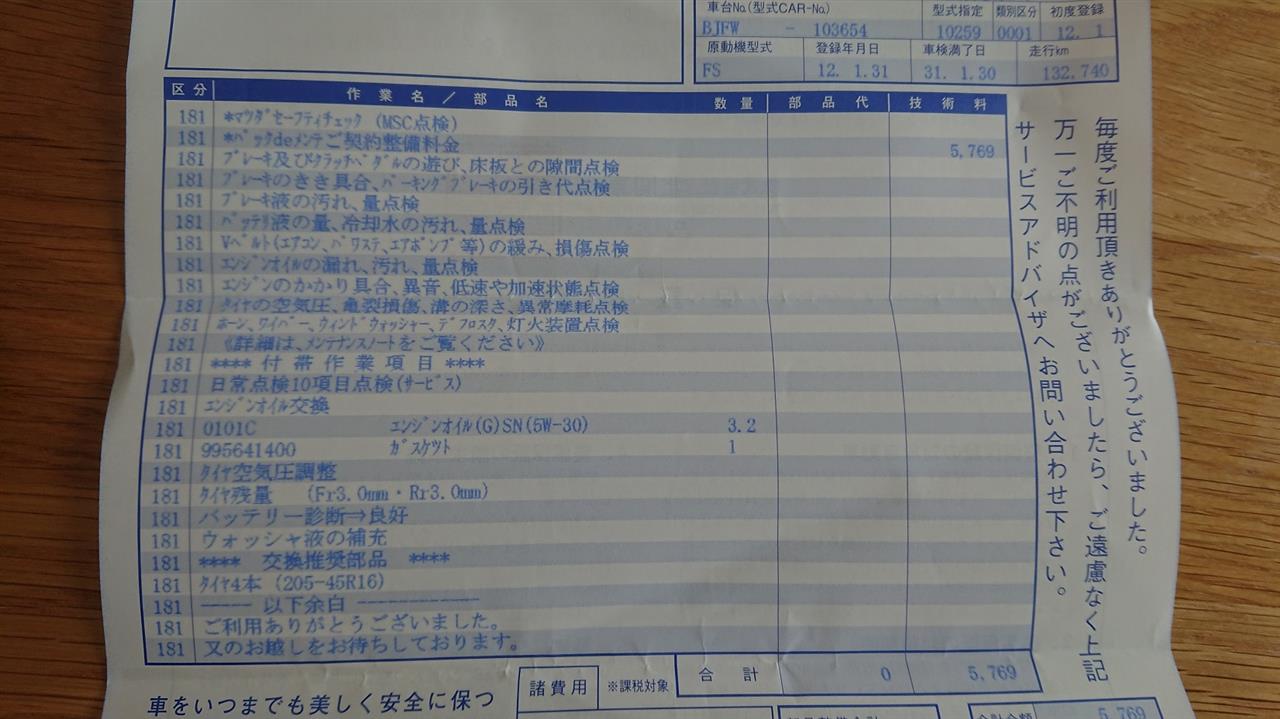 車台No.(型式CAR-No.) 型式指定 類別区分 初度登録
BJFW - 103654 10259 0001 12. 1
原動機型式 登録年月日 車検満了日 走行km
FS 12. 1.31 31. 1.30 132,740
区分 作業名/部品名 数量 部品代 技術料
181 *マツダセーフティチェック (MSC点検)
181 *パックdeメンテご契約整備料金 5,769
181 ブレーキ及びクラッチペダルの遊び、床板との隙間点検
181 ブレーキのきき具合、パーキングブレーキの引き代点検
181 ブレーキ液の汚れ、量点検
181 バッテリ液の量、冷却水の汚れ、量点検
181 Vベルト(エアコン、パワステ、エアポンプ等)の緩み、損傷点検
181 エンジンオイルの漏れ、汚れ、量点検
181 エンジンのかかり具合、異音、低速や加速状態点検
181 タイヤの空気圧、亀裂損傷、溝の深さ、異常摩耗点検
181 ホーン、ワイパー、ウィンドウォッシャー、デフロスタ、灯火装置点検
181 《詳細は、メンテナンスノートをご覧ください》
181 **** 付帯作業項目 ****
181 日常点検10項目点検(サービス)
181 エンジンオイル交換
181 0101C エンジンオイル(G)SN(5W-30) 3.2
181 995641400 ガスケツト 1
181 タイヤ空気圧調整
181 タイヤ残量 (Fr3.0mm・Rr3.0mm)
181 バッテリー診断⇒良好
181 ウォッシャ液の補充
181 **** 交換推奨部品 ****
181 タイヤ4本 (205-45R16)
181 ----- 以下余白 ------------
181 ご利用ありがとうございました。
181 又のお越しをお待ちしております。
合計 0 5,769
毎度ご利用頂きありがとうございました。
万一ご不明の点がございましたら、ご遠慮なく上記
サービスアドバイザへお問い合わせ下さい。
車をいつまでも美しく安全に保つ
諸費用 ※課税対象
5,769